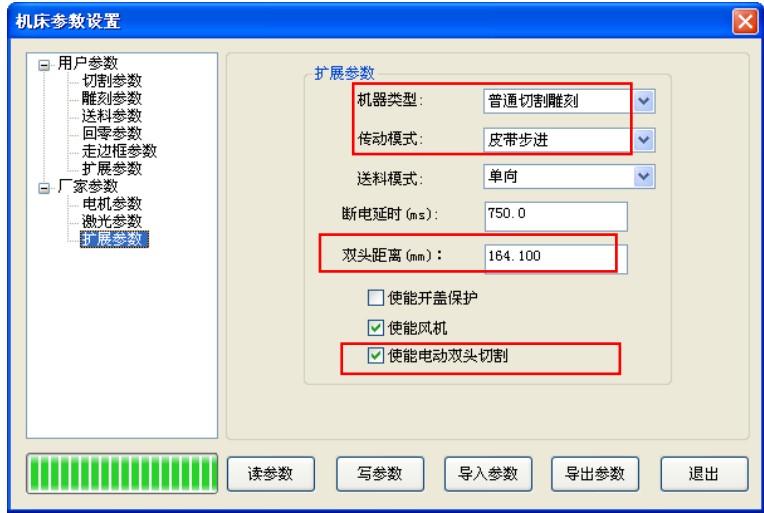 机床参数设置
用户参数
切割参数
雕刻参数
送料参数
回零参数
走边框参数
扩展参数
厂家参数
电机参数
激光参数
扩展参数
扩展参数
机器类型: 普通切割雕刻
传动模式: 皮带步进
送料模式: 单向
断电延时(ms): 750.0
双头距离(mm): 164.100
使能开盖保护
使能风机
使能电动双头切割
读参数 写参数 导入参数 导出参数 退出